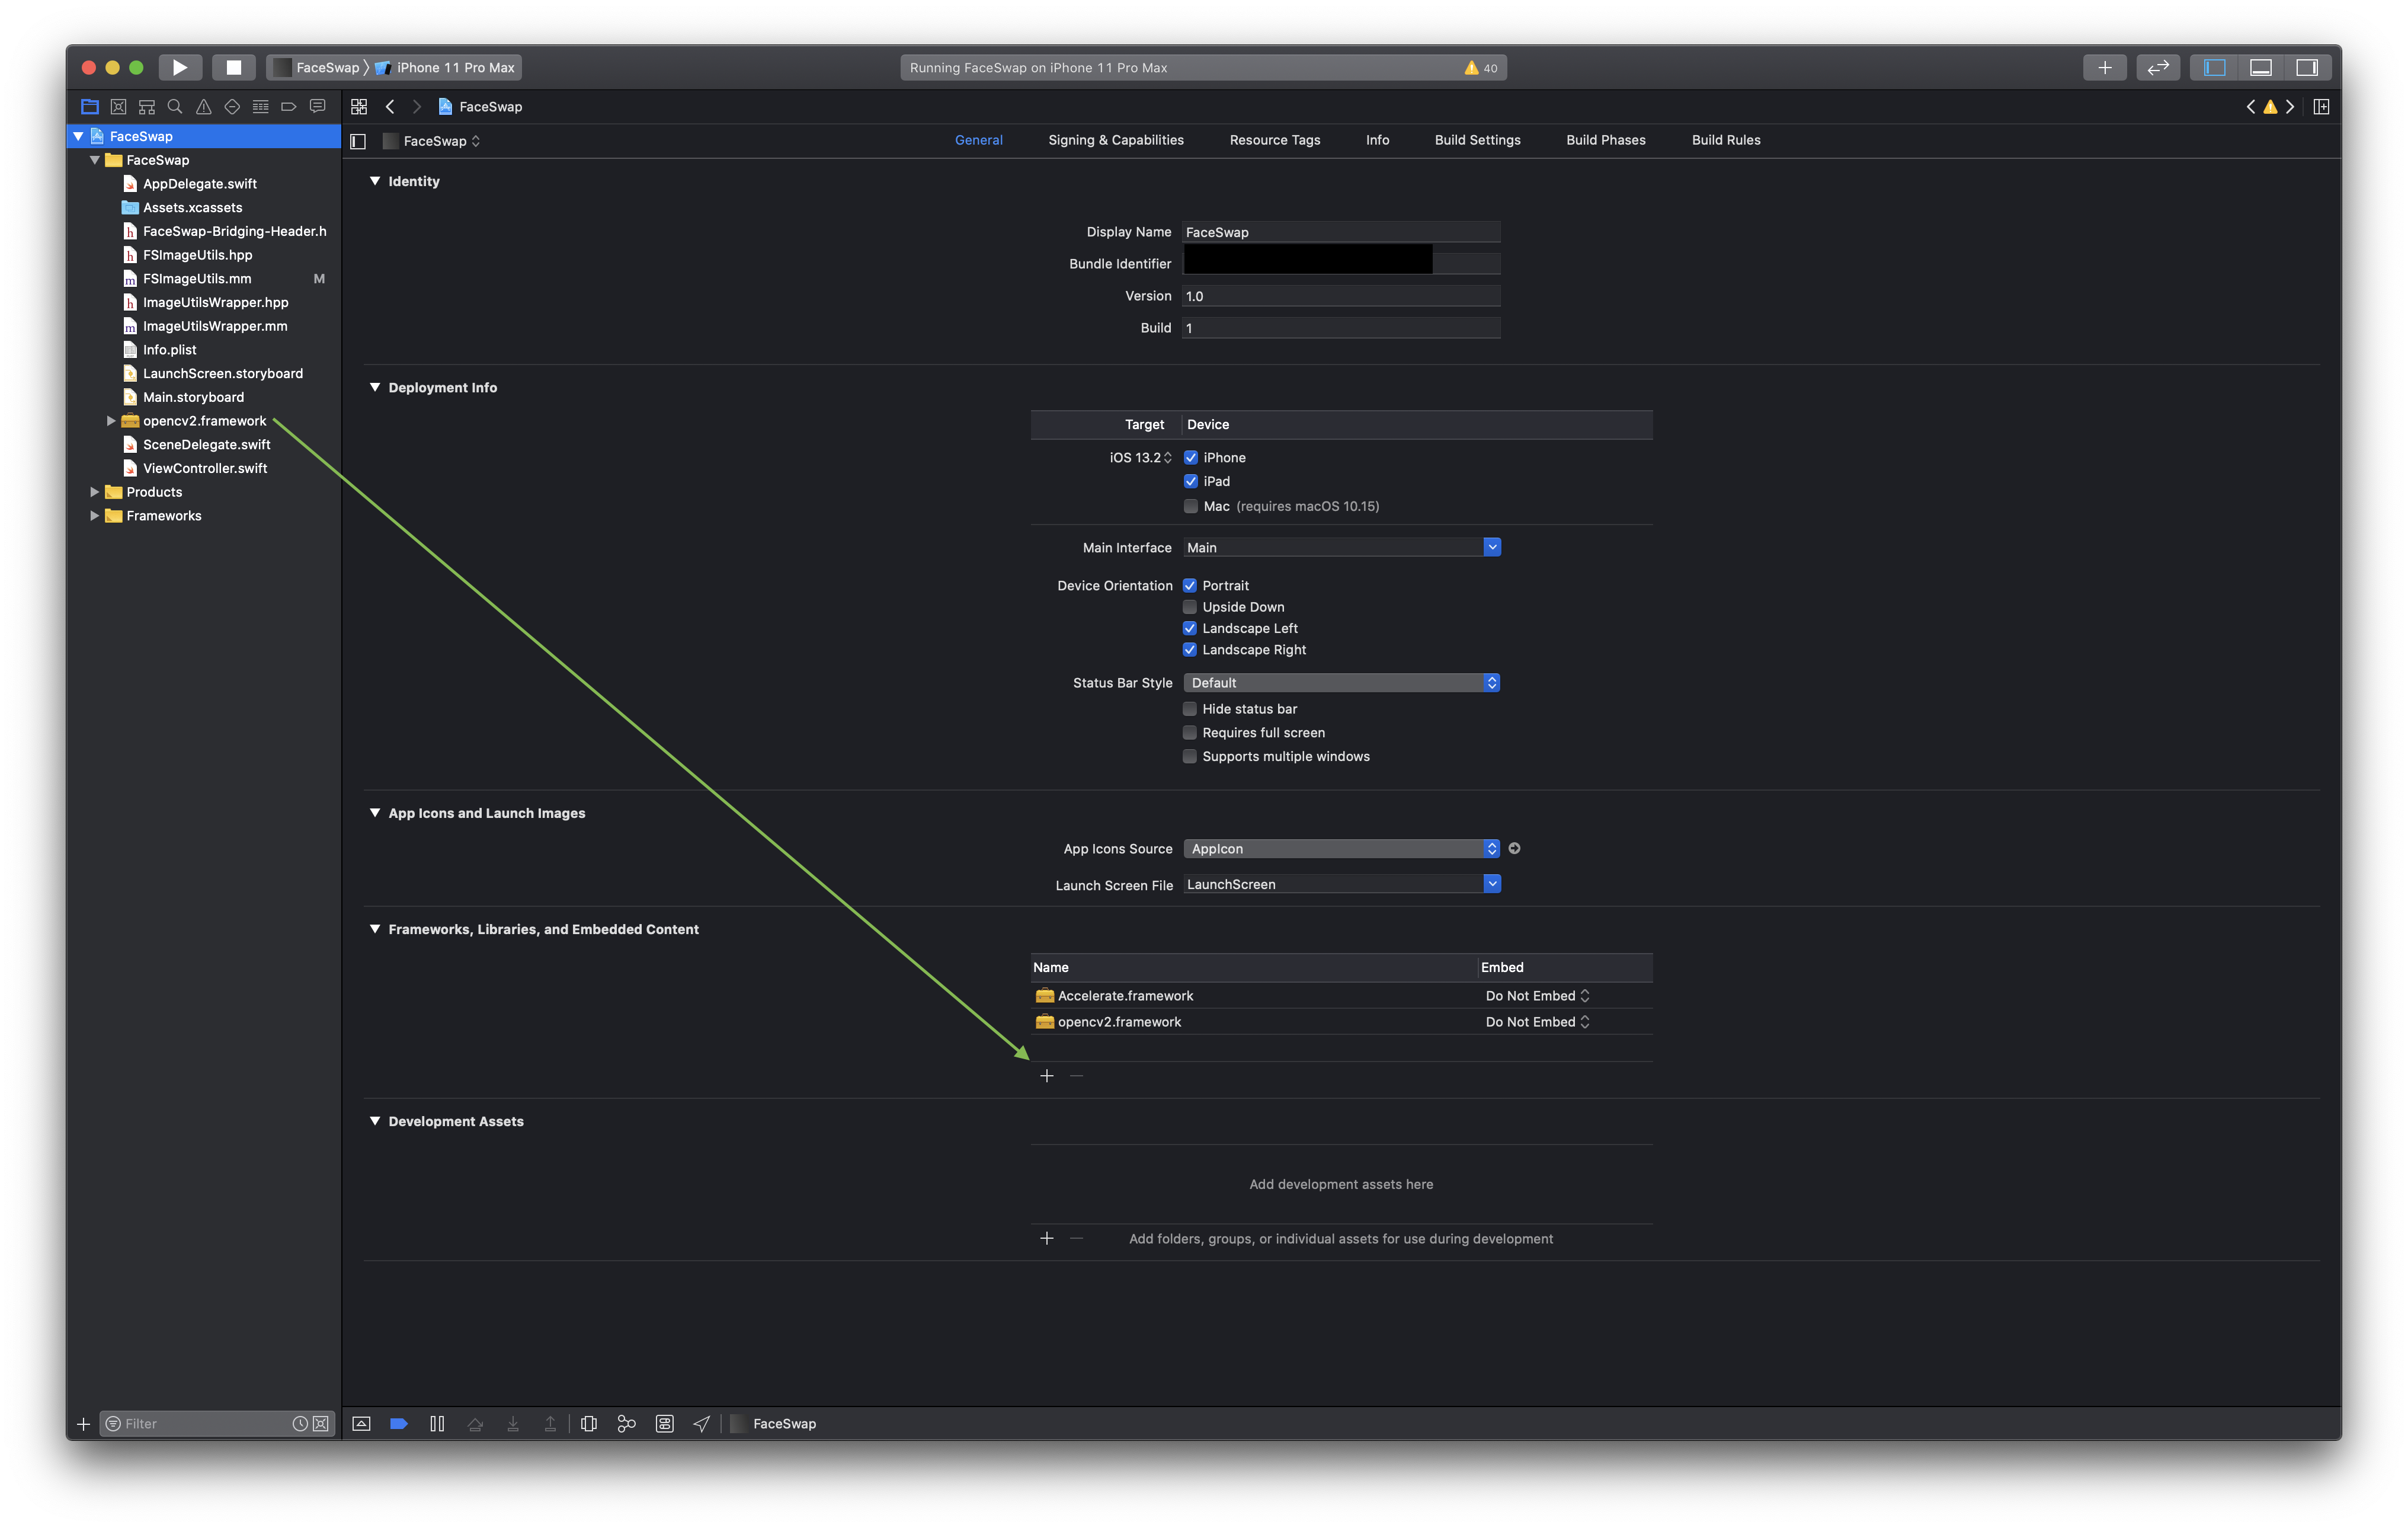 FaceSwap iPhone 11 Pro Max
Running FaceSwap on iPhone 11 Pro Max 40
FaceSwap
FaceSwap
FaceSwap
AppDelegate.swift
Assets.xcassets
FaceSwap-Bridging-Header.h
FSImageUtils.hpp
FSImageUtils.mm M
ImageUtilsWrapper.hpp
ImageUtilsWrapper.mm
Info.plist
LaunchScreen.storyboard
Main.storyboard
opencv2.framework
SceneDelegate.swift
ViewController.swift
Products
Frameworks
Filter
FaceSwap General Signing & Capabilities Resource Tags Info Build Settings Build Phases Build Rules
Identity
Display Name FaceSwap
Bundle Identifier
Version 1.0
Build 1
Deployment Info
Target Device
iOS 13.2 iPhone
iPad
Mac (requires macOS 10.15)
Main Interface Main
Device Orientation Portrait
Upside Down
Landscape Left
Landscape Right
Status Bar Style Default
Hide status bar
Requires full screen
Supports multiple windows
App Icons and Launch Images
App Icons Source AppIcon
Launch Screen File LaunchScreen
Frameworks, Libraries, and Embedded Content
Name Embed
Accelerate.framework Do Not Embed
opencv2.framework Do Not Embed
Development Assets
Add development assets here
Add folders, groups, or individual assets for use during development
FaceSwap